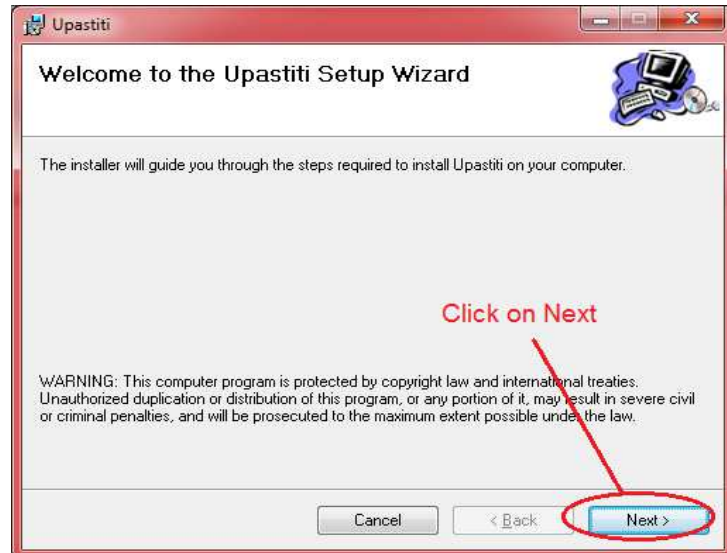 Upastiti
Welcome to the Upastiti Setup Wizard
The installer will guide you through the steps required to install Upastiti on your computer.
Click on Next
WARNING: This computer program is protected by copyright law and international treaties.
Unauthorized duplication or distribution of this program, or any portion of it, may result in severe civil
or criminal penalties, and will be prosecuted to the maximum extent possible under the law.
Cancel < Back Next >